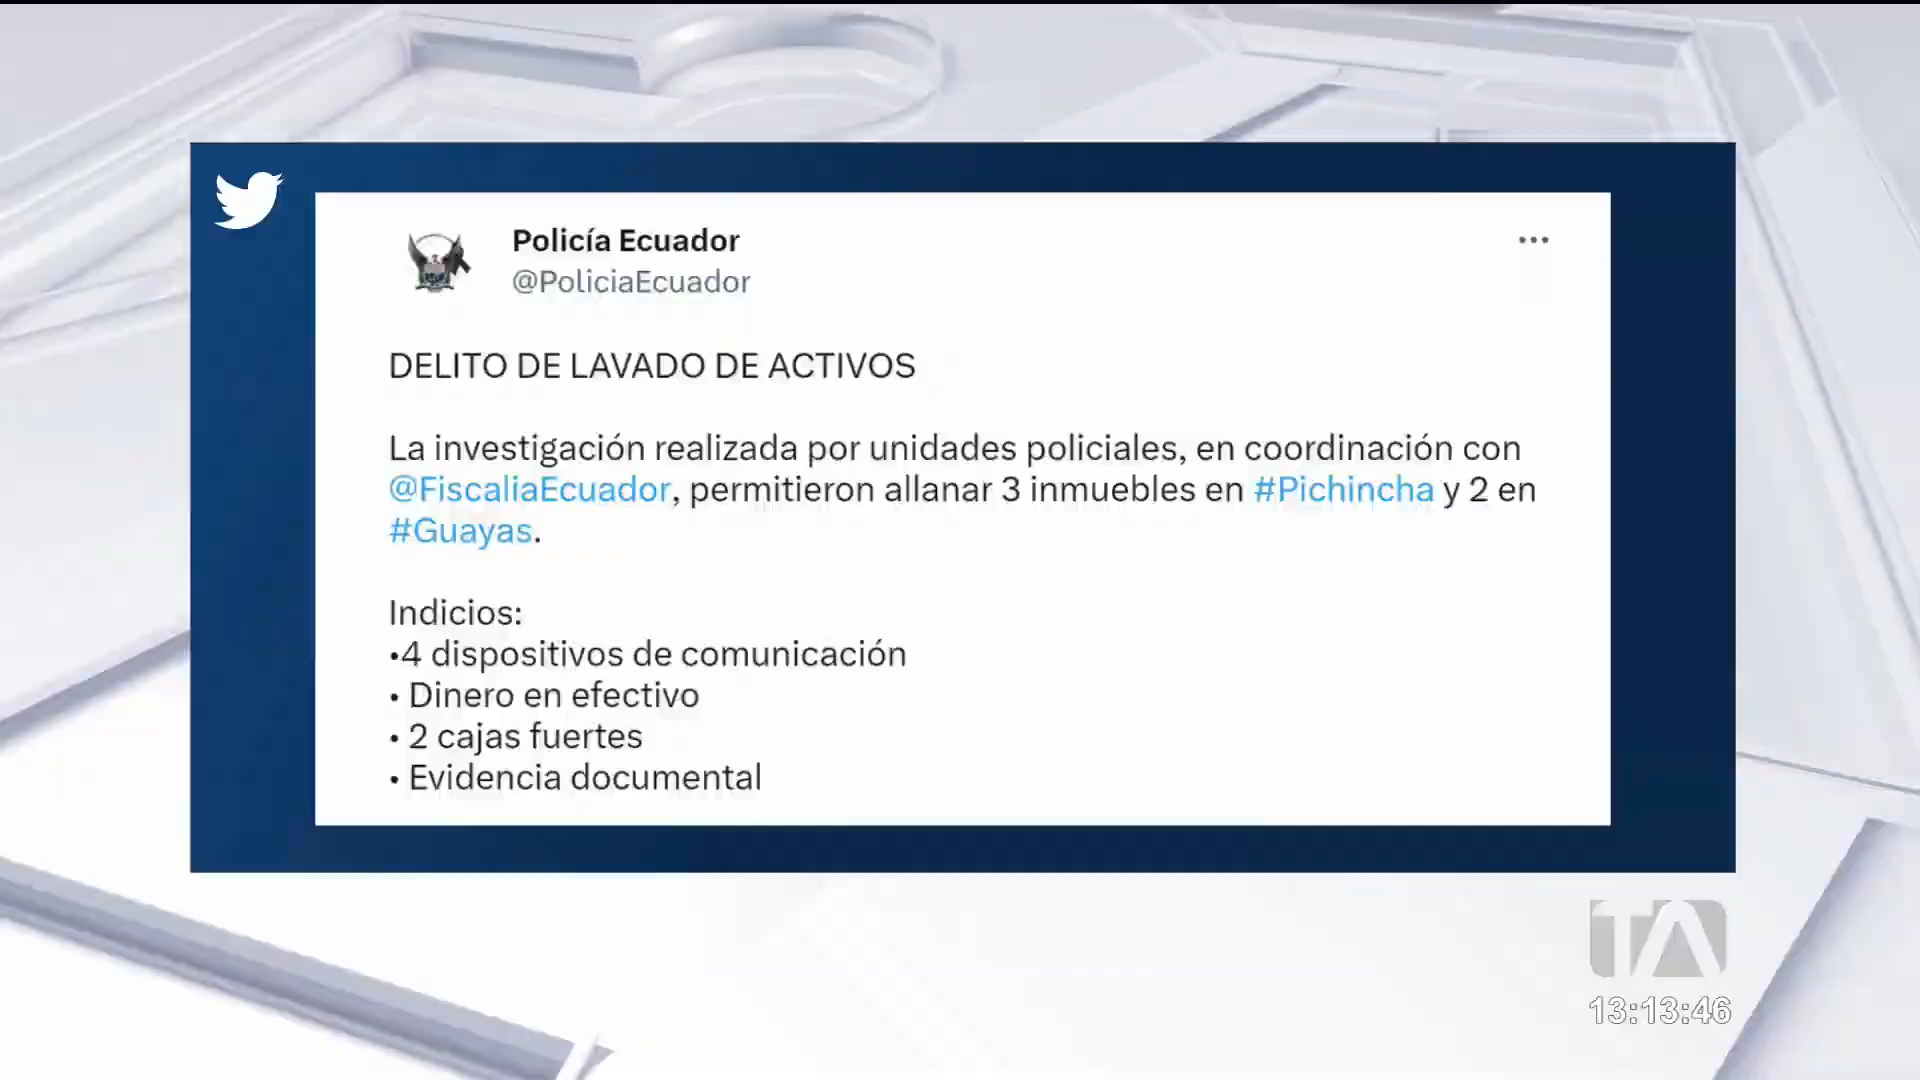 Policía Ecuador
@PoliciaEcuador
DELITO DE LAVADO DE ACTIVOS
La investigación realizada por unidades policiales, en coordinación con
@FiscaliaEcuador, permitieron allanar 3 inmuebles en #Pichincha y 2 en
#Guayas.
Indicios:
•4 dispositivos de comunicación
• Dinero en efectivo
• 2 cajas fuertes
• Evidencia documental
TA
13:13:46